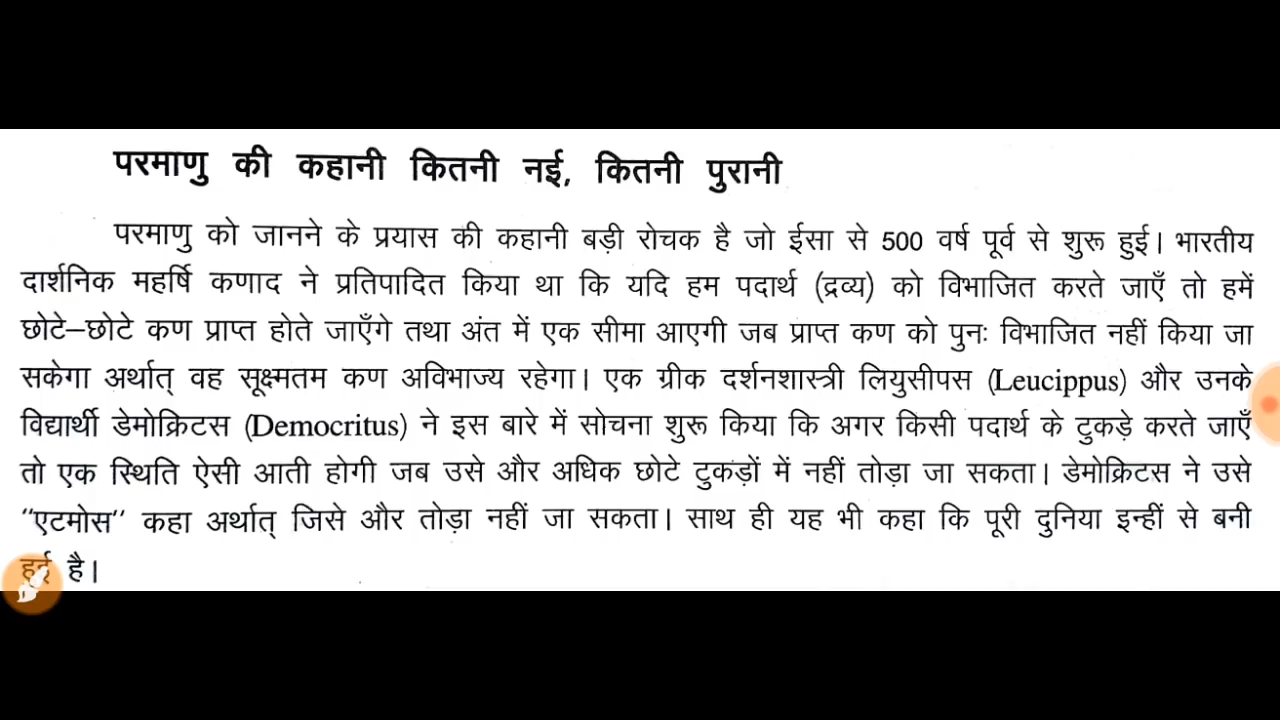 परमाणु की कहानी कितनी नई, कितनी पुरानी
परमाणु को जानने के प्रयास की कहानी बड़ी रोचक है जो ईसा से 500 वर्ष पूर्व से शुरू हुई। भारतीय
दार्शनिक महर्षि कणाद ने प्रतिपादित किया था कि यदि हम पदार्थ (द्रव्य) को विभाजित करते जाएँ तो हमें
छोटे–छोटे कण प्राप्त होते जाएँगे तथा अंत में एक सीमा आएगी जब प्राप्त कण को पुनः विभाजित नहीं किया जा
सकेगा अर्थात् वह सूक्ष्मतम कण अविभाज्य रहेगा। एक ग्रीक दर्शनशास्त्री लियुसीपस (Leucippus) और उनके
विद्यार्थी डेमोक्रिटस (Democritus) ने इस बारे में सोचना शुरू किया कि अगर किसी पदार्थ के टुकड़े करते जाएँ
तो एक स्थिति ऐसी आती होगी जब उसे और अधिक छोटे टुकड़ों में नहीं तोड़ा जा सकता। डेमोक्रिटस ने उसे
"एटमोस" कहा अर्थात् जिसे और तोड़ा नहीं जा सकता। साथ ही यह भी कहा कि पूरी दुनिया इन्हीं से बनी
हुई है।